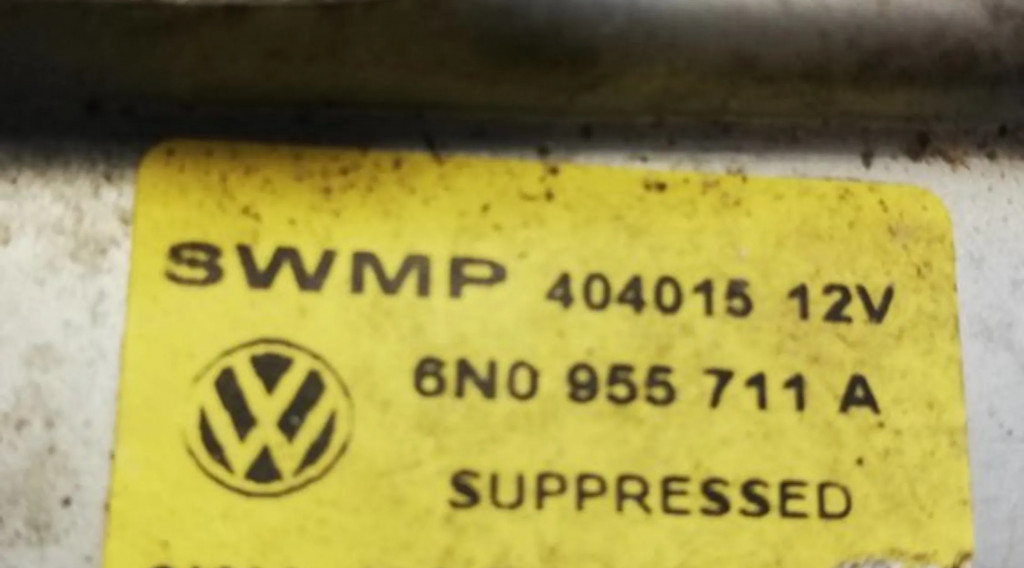 SWMP 404015 12V
6N0 955 711 A
SUPPRESSED